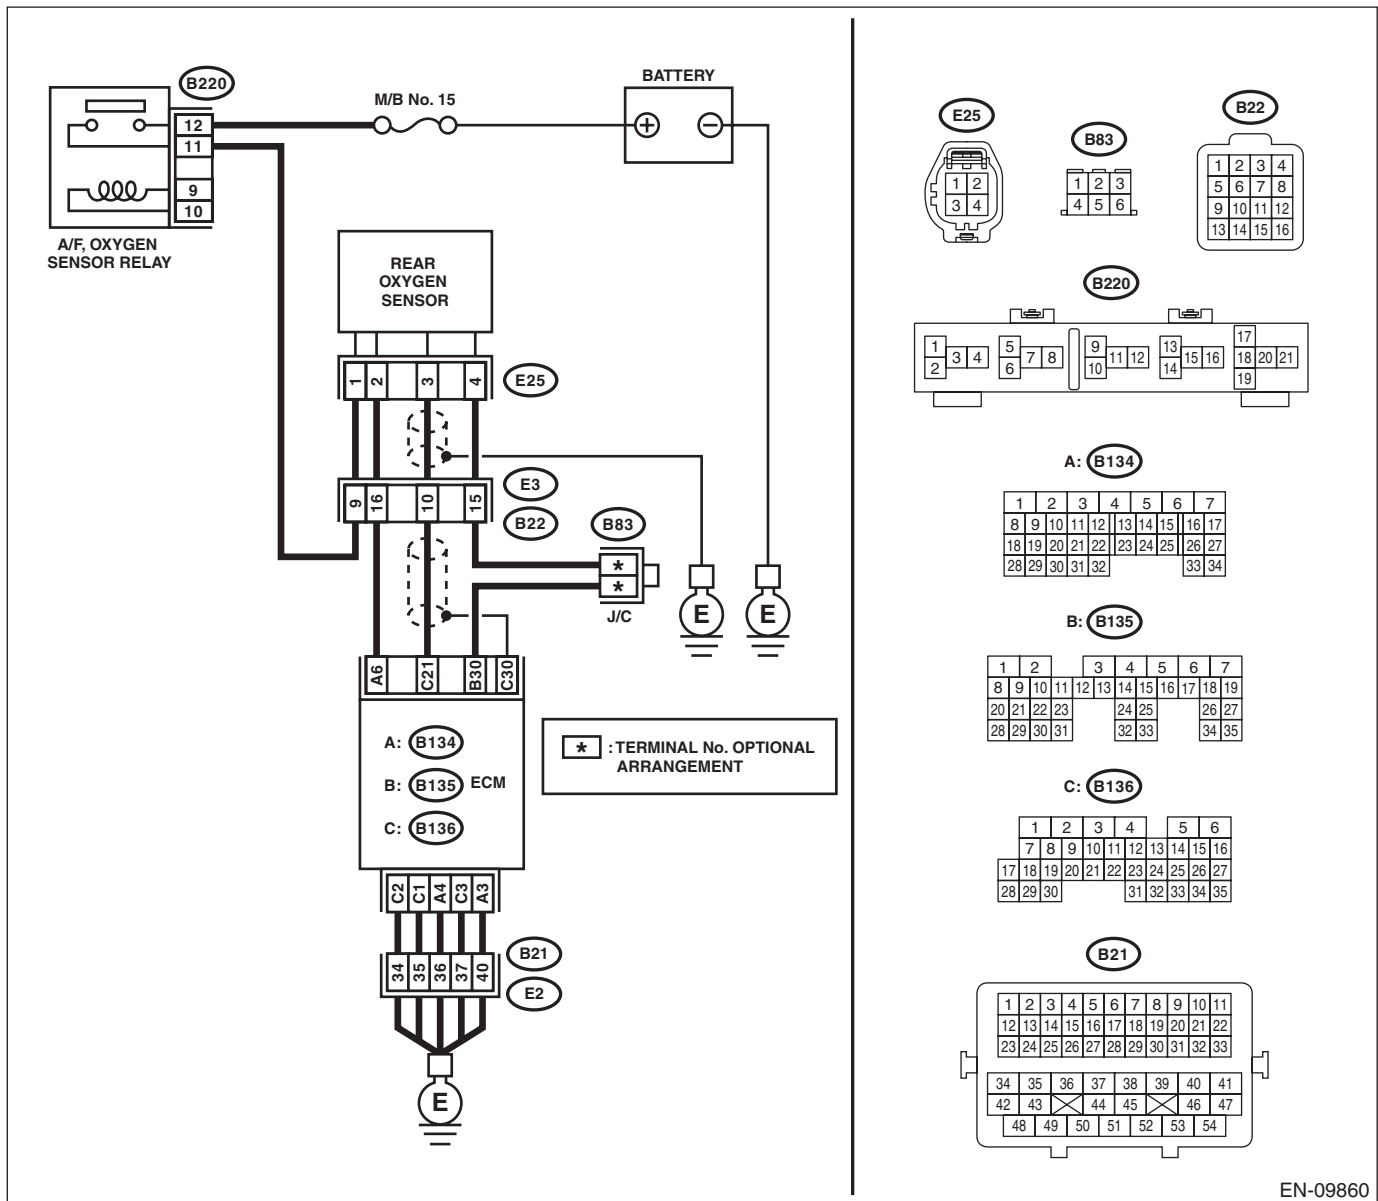 B220
M/B No. 15
BATTERY
12
11
9
10
A/F, OXYGEN
SENSOR RELAY
REAR
OXYGEN
SENSOR
1 2 3 4
E25
9 16 10 15
E3
B22
B83
*
*
J/C
E
E
A6 C21 B30 C30
A: B134
B: B135 ECM
C: B136
* : TERMINAL No. OPTIONAL
ARRANGEMENT
C2 C1 A4 C3 A3
B21
34 35 36 37 40
E2
E
E25
1 2
3 4
B83
1 2 3
4 5 6
B22
1 2 3 4
5 6 7 8
9 10 11 12
13 14 15 16
B220
1 2 3 4 5 6 7 8 9 10 11 12 13 14 15 16 17 18 19 20 21
A: B134
1 2 3 4 5 6 7
8 9 10 11 12 13 14 15 16 17
18 19 20 21 22 23 24 25 26 27
28 29 30 31 32 33 34
B: B135
1 2 3 4 5 6 7
8 9 10 11 12 13 14 15 16 17 18 19
20 21 22 23 24 25 26 27
28 29 30 31 32 33 34 35
C: B136
1 2 3 4 5 6
7 8 9 10 11 12 13 14 15 16
17 18 19 20 21 22 23 24 25 26 27
28 29 30 31 32 33 34 35
B21
1 2 3 4 5 6 7 8 9 10 11
12 13 14 15 16 17 18 19 20 21 22
23 24 25 26 27 28 29 30 31 32 33
34 35 36 37 38 39 40 41
42 43 44 45 46 47
48 49 50 51 52 53 54
EN-09860